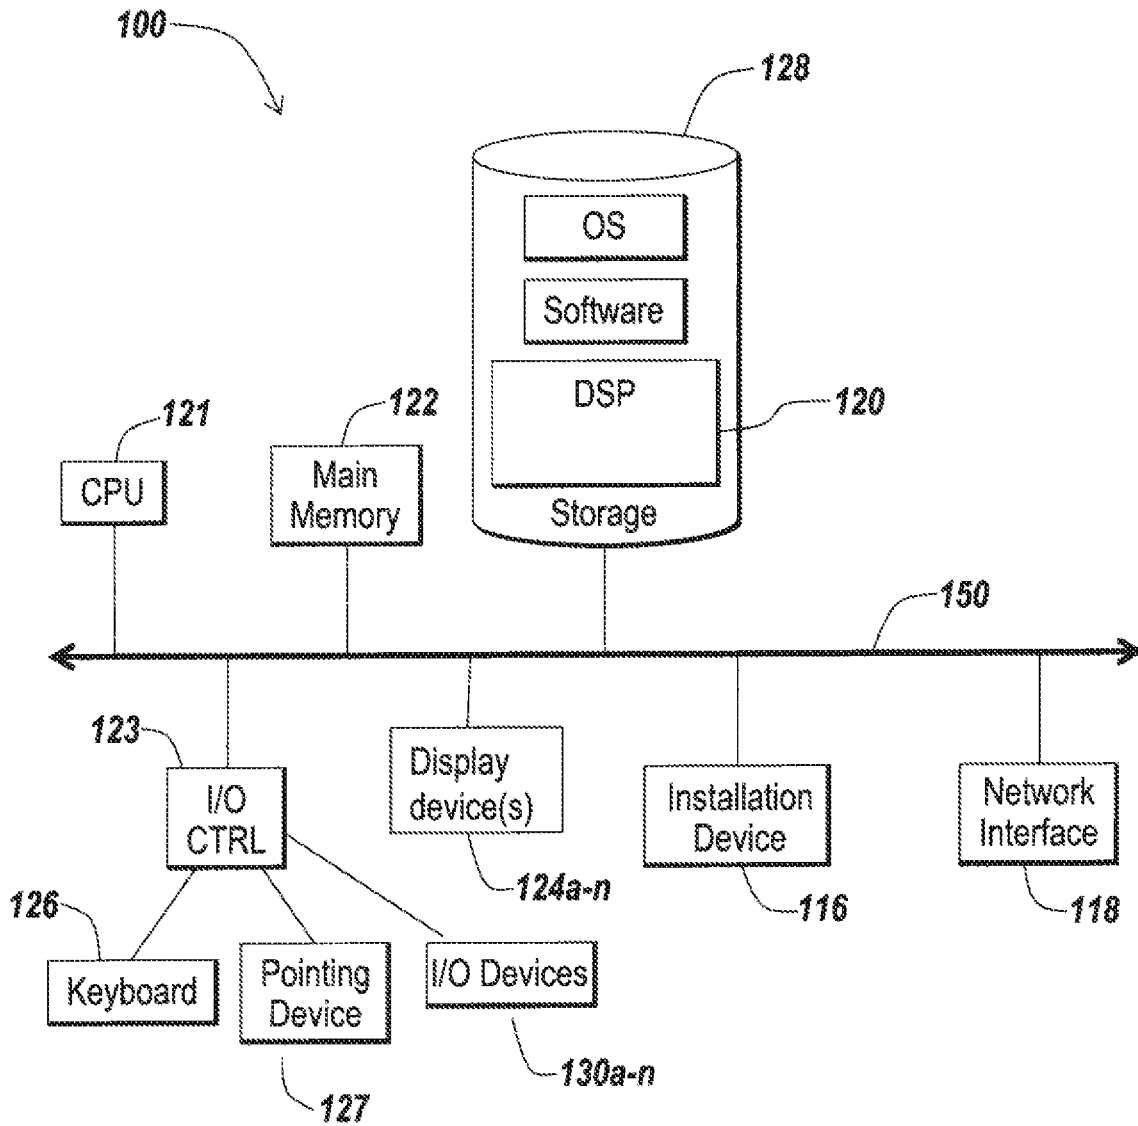 100
128
OS
Software
DSP
120
Storage
121
CPU
122
Main
Memory
150
123
I/O
CTRL
Display
device(s)
124a-n
Installation
Device
116
Network
Interface
118
126
Keyboard
Pointing
Device
127
I/O Devices
130a-n